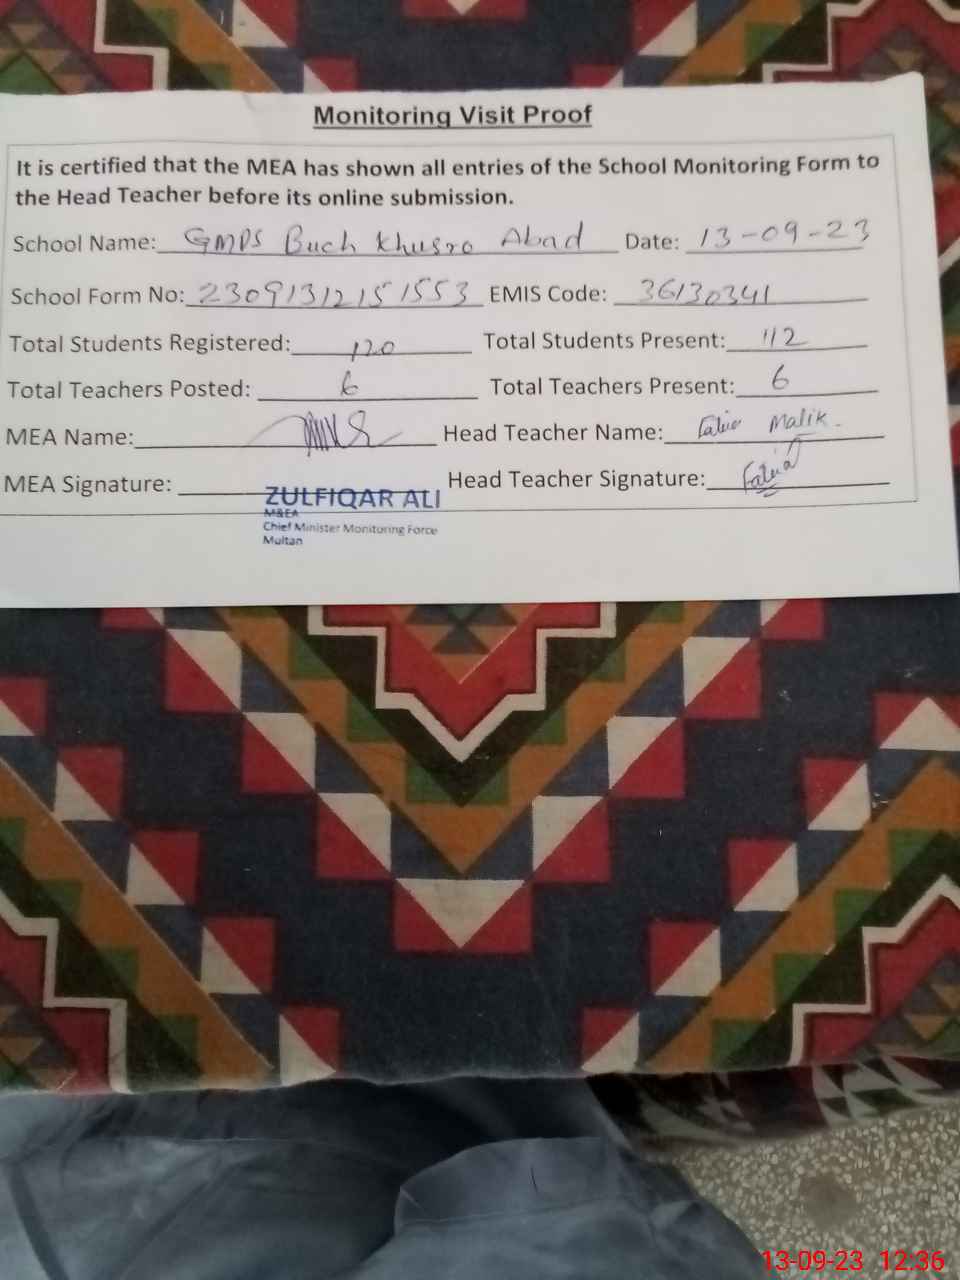 Monitoring Visit Proof
It is certified that the MEA has shown all entries of the School Monitoring Form to
the Head Teacher before its online submission.
School Name: GMPS Buch Khusro Abad Date: 13-09-23
School Form No: 23091312151553 EMIS Code: 36130341
Total Students Registered: 120 Total Students Present: 112
Total Teachers Posted: 6 Total Teachers Present: 6
MEA Name: Head Teacher Name: Malik
MEA Signature: Head Teacher Signature:
ZULFIQAR ALI
M&EA
Chief Minister Monitoring Force
Multan
13-09-23 12:36